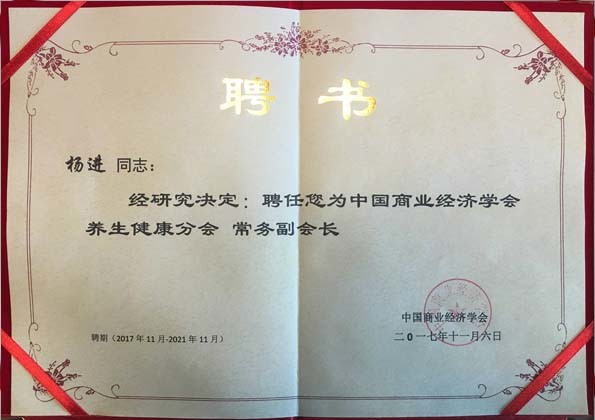 聘书
杨进 同志：
经研究决定：聘任您为中国商业经济学会
养生健康分会 常务副会长
中国商业经济学会
聘期（2017年11月-2021年11月）
二0一七年十一月六日